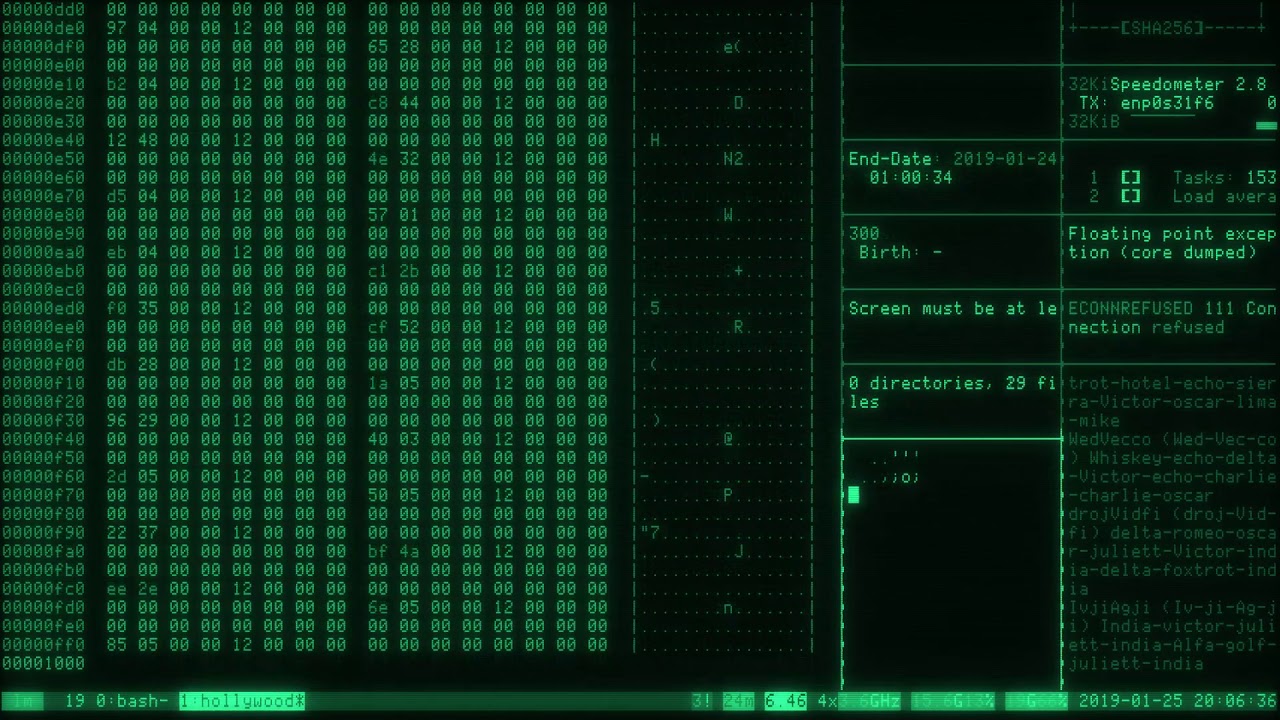 00000dd0 00 00 00 00 00 00 00 00 00 00 00 00 00 00 00 00 |................|
00000de0 97 04 00 00 12 00 00 00 00 00 00 00 00 00 00 00 |................|
00000df0 00 00 00 00 00 00 00 00 65 28 00 00 12 00 00 00 |........e(......|
00000e00 00 00 00 00 00 00 00 00 00 00 00 00 00 00 00 00 |................|
00000e10 b2 04 00 00 12 00 00 00 00 00 00 00 00 00 00 00 |................|
00000e20 00 00 00 00 00 00 00 00 c8 44 00 00 12 00 00 00 |.........D......|
00000e30 00 00 00 00 00 00 00 00 00 00 00 00 00 00 00 00 |................|
00000e40 12 48 00 00 12 00 00 00 00 00 00 00 00 00 00 00 |.H..............|
00000e50 00 00 00 00 00 00 00 00 4e 32 00 00 12 00 00 00 |........N2......|
00000e60 00 00 00 00 00 00 00 00 00 00 00 00 00 00 00 00 |................|
00000e70 d5 04 00 00 12 00 00 00 00 00 00 00 00 00 00 00 |................|
00000e80 00 00 00 00 00 00 00 00 57 01 00 00 12 00 00 00 |........W.......|
00000e90 00 00 00 00 00 00 00 00 00 00 00 00 00 00 00 00 |................|
00000ea0 eb 04 00 00 12 00 00 00 00 00 00 00 00 00 00 00 |................|
00000eb0 00 00 00 00 00 00 00 00 c1 2b 00 00 12 00 00 00 |.........+......|
00000ec0 00 00 00 00 00 00 00 00 00 00 00 00 00 00 00 00 |................|
00000ed0 f0 35 00 00 12 00 00 00 00 00 00 00 00 00 00 00 |.5..............|
00000ee0 00 00 00 00 00 00 00 00 cf 52 00 00 12 00 00 00 |.........R......|
00000ef0 00 00 00 00 00 00 00 00 00 00 00 00 00 00 00 00 |................|
00000f00 db 28 00 00 12 00 00 00 00 00 00 00 00 00 00 00 |.(..............|
00000f10 00 00 00 00 00 00 00 00 1a 05 00 00 12 00 00 00 |................|
00000f20 00 00 00 00 00 00 00 00 00 00 00 00 00 00 00 00 |................|
00000f30 96 29 00 00 12 00 00 00 00 00 00 00 00 00 00 00 |.)..............|
00000f40 00 00 00 00 00 00 00 00 40 03 00 00 12 00 00 00 |........@.......|
00000f50 00 00 00 00 00 00 00 00 00 00 00 00 00 00 00 00 |................|
00000f60 2d 05 00 00 12 00 00 00 00 00 00 00 00 00 00 00 |-...............|
00000f70 00 00 00 00 00 00 00 00 50 05 00 00 12 00 00 00 |........P.......|
00000f80 00 00 00 00 00 00 00 00 00 00 00 00 00 00 00 00 |................|
00000f90 22 37 00 00 12 00 00 00 00 00 00 00 00 00 00 00 |"7..............|
00000fa0 00 00 00 00 00 00 00 00 bf 4a 00 00 12 00 00 00 |.........J......|
00000fb0 00 00 00 00 00 00 00 00 00 00 00 00 00 00 00 00 |................|
00000fc0 ee 2e 00 00 12 00 00 00 00 00 00 00 00 00 00 00 |................|
00000fd0 00 00 00 00 00 00 00 00 6e 05 00 00 12 00 00 00 |........n.......|
00000fe0 00 00 00 00 00 00 00 00 00 00 00 00 00 00 00 00 |................|
00000ff0 85 05 00 00 12 00 00 00 00 00 00 00 00 00 00 00 |................|
00001000
End-Date: 2019-01-24
01:00:34
300
Birth: -
Screen must be at le
0 directories, 29 fi
les
..'''
..,;o;
+----[SHA256]-----+
32KiSpeedometer 2.8
TX: enp0s31f6 0
32KiB
1 [] Tasks: 153
2 [] Load avera
Floating point excep
tion (core dumped)
ECONNREFUSED 111 Con
nection refused
trot-hotel-echo-sier
ra-Victor-oscar-lima
-mike
WedVecco (Wed-Vec-co
) Whiskey-echo-delta
-Victor-echo-charlie
-charlie-oscar
drojVidfi (droj-Vid-
fi) delta-romeo-osca
r-juliett-Victor-ind
ia-delta-foxtrot-ind
ia
IvjiAgji (Iv-ji-Ag-j
i) India-victor-juli
ett-india-Alfa-golf-
juliett-india
19 0:bash- 1:hollywood* 3! 24m 6.46 4x3.6GHz 15.6G13% 2019-01-25 20:06:36